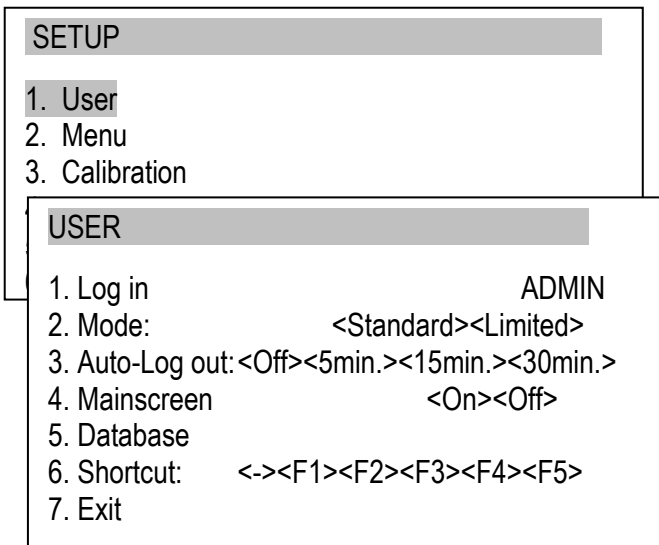 SETUP
1. User
2. Menu
3. Calibration
USER
1. Log in ADMIN
2. Mode: <Standard><Limited>
3. Auto-Log out:<Off><5min.><15min.><30min.>
4. Mainscreen <On><Off>
5. Database
6. Shortcut: <-><F1><F2><F3><F4><F5>
7. Exit